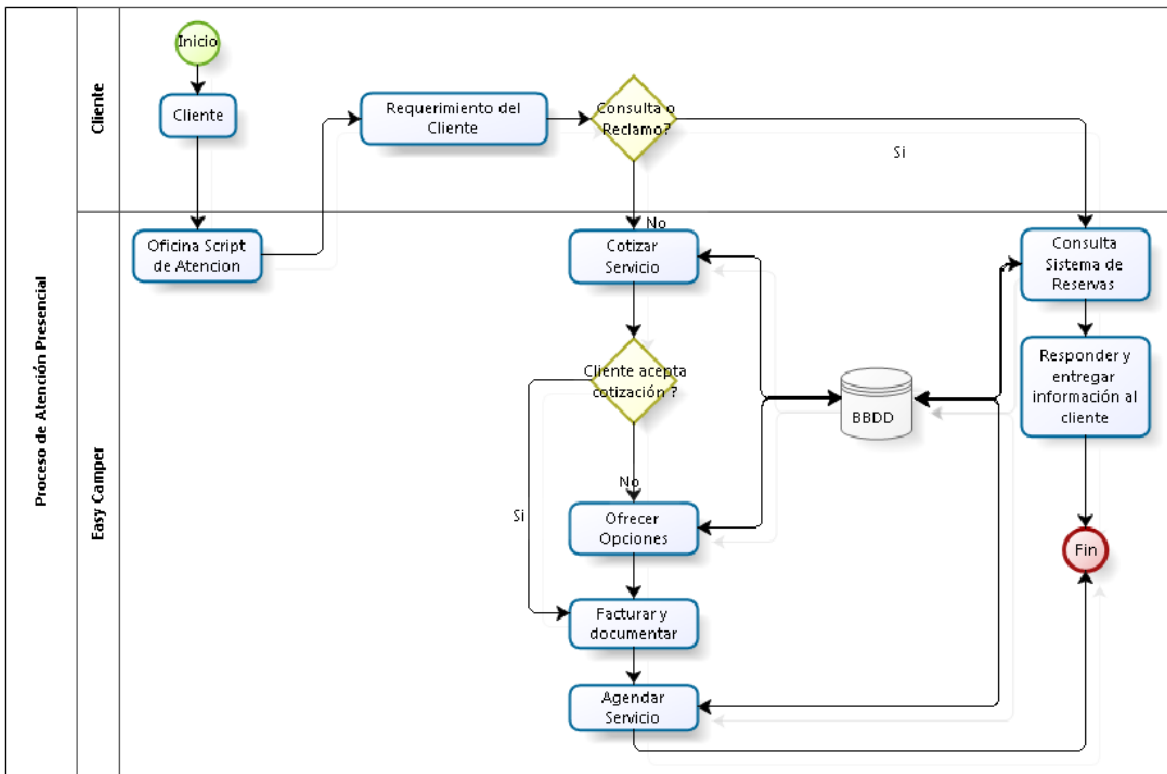 Proceso de Atención Presencial
Cliente
Easy Camper
Inicio
Cliente
Requerimiento del
Cliente
Consulta o
Reclamo?
Si
No
Oficina Script
de Atencion
Cotizar
Servicio
Consulta
Sistema de
Reservas
Cliente acepta
cotización ?
BBDD
Responder y
entregar
información al
cliente
No
Si
Ofrecer
Opciones
Fin
Facturar y
documentar
Agendar
Servicio